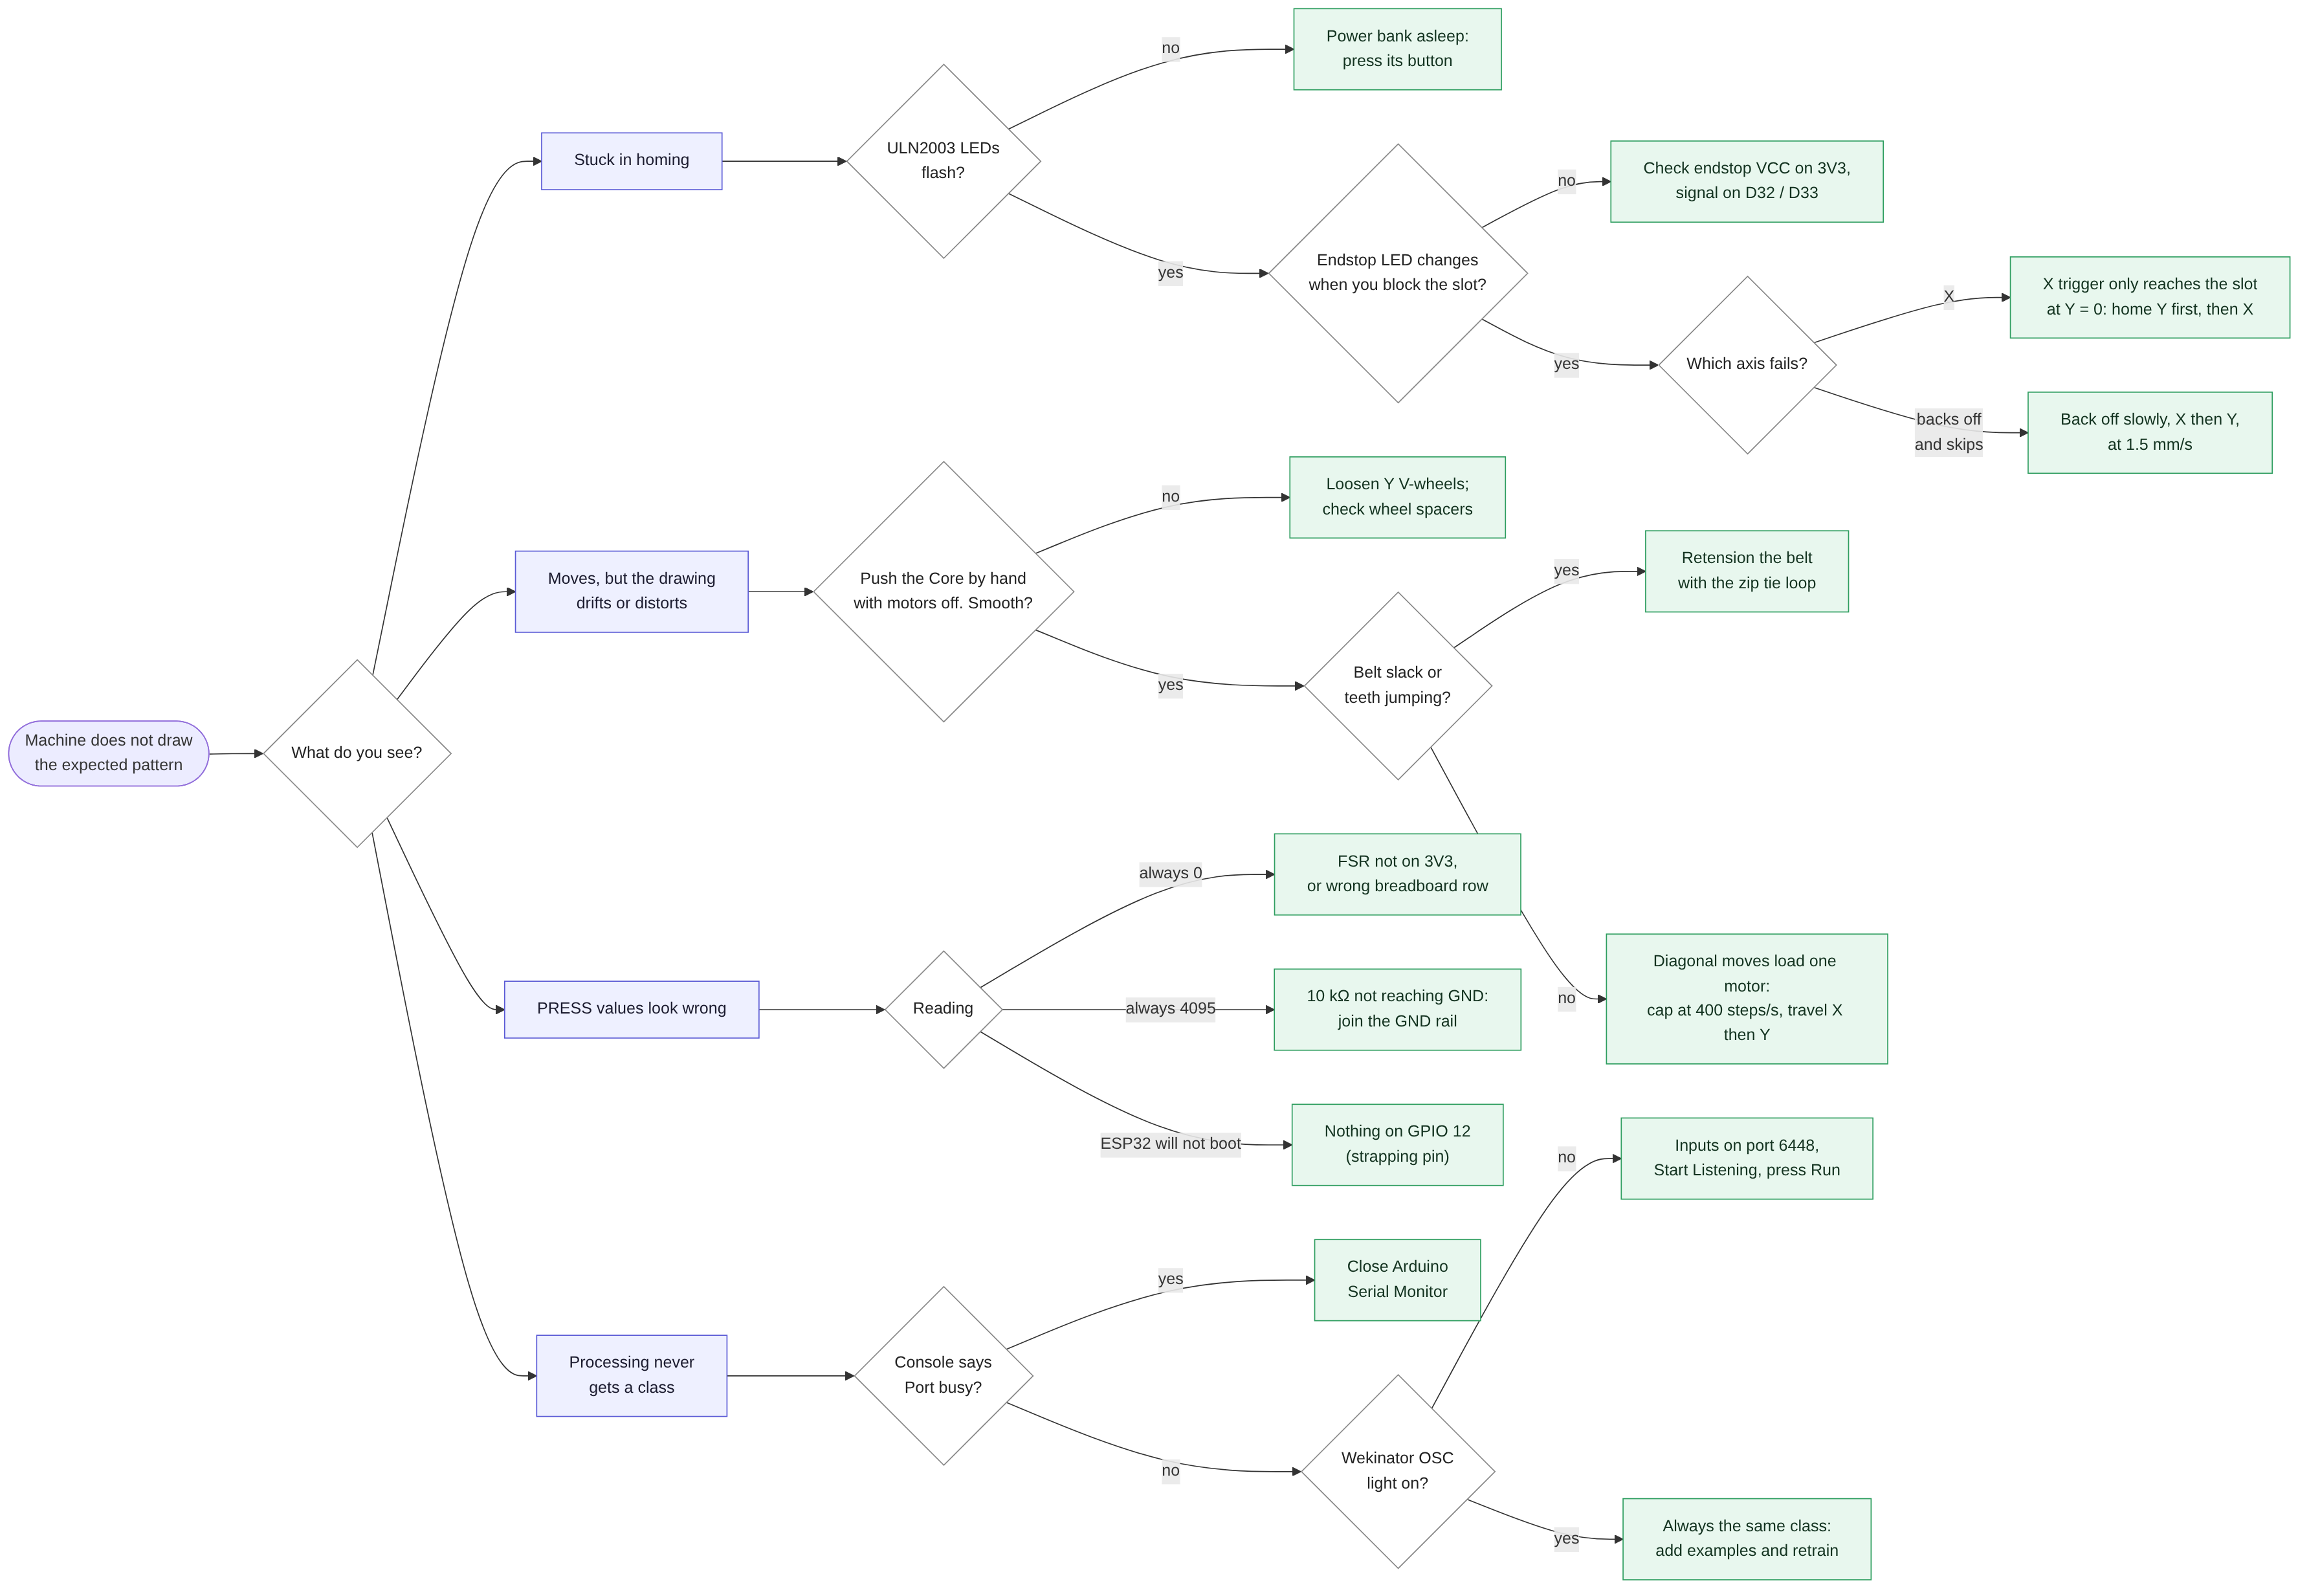 Machine does not draw
the expected pattern
What do you see?
Stuck in homing
ULN2003 LEDs
flash?
no
Power bank asleep:
press its button
yes
Endstop LED changes
when you block the slot?
no
Check endstop VCC on 3V3,
signal on D32 / D33
yes
Which axis fails?
X
X trigger only reaches the slot
at Y = 0: home Y first, then X
backs off
and skips
Back off slowly, X then Y,
at 1.5 mm/s
Moves, but the drawing
drifts or distorts
Push the Core by hand
with motors off. Smooth?
no
Loosen Y V-wheels;
check wheel spacers
yes
Belt slack or
teeth jumping?
yes
Retension the belt
with the zip tie loop
no
Diagonal moves load one
motor:
cap at 400 steps/s, travel X
then Y
PRESS values look wrong
Reading
always 0
FSR not on 3V3,
or wrong breadboard row
always 4095
10 kΩ not reaching GND:
join the GND rail
ESP32 will not boot
Nothing on GPIO 12
(strapping pin)
Processing never
gets a class
Console says
Port busy?
yes
Close Arduino
Serial Monitor
no
Wekinator OSC
light on?
no
Inputs on port 6448,
Start Listening, press Run
yes
Always the same class:
add examples and retrain